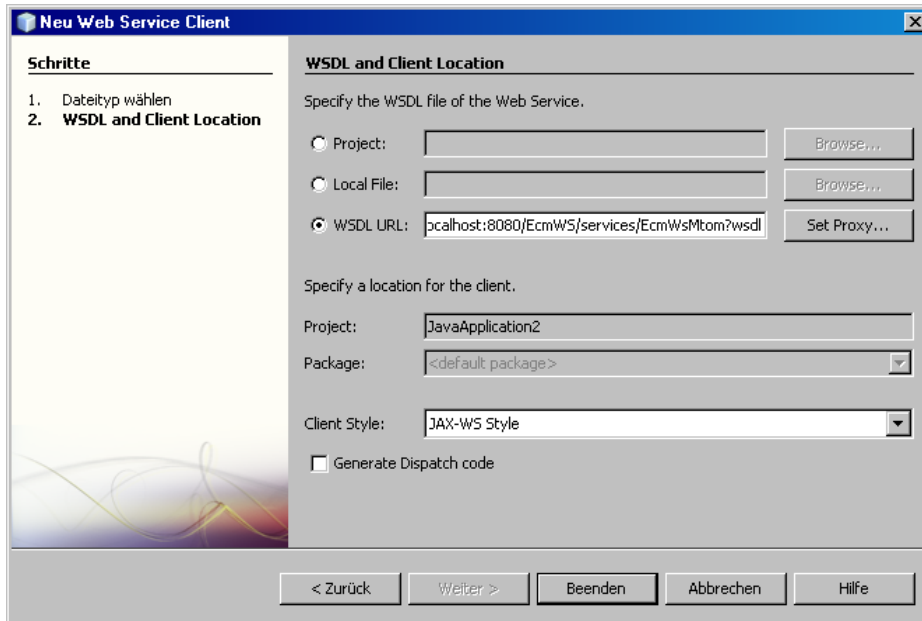 Neu Web Service Client
Schritte
1. Dateityp wählen
2. WSDL and Client Location
WSDL and Client Location
Specify the WSDL file of the Web Service.
Project: Browse...
Local File: Browse...
WSDL URL: ocalhost:8080/EcmWS/services/EcmWsMtom?wsdl Set Proxy...
Specify a location for the client.
Project: JavaApplication2
Package: <default package>
Client Style: JAX-WS Style
Generate Dispatch code
< Zurück Weiter > Beenden Abbrechen Hilfe